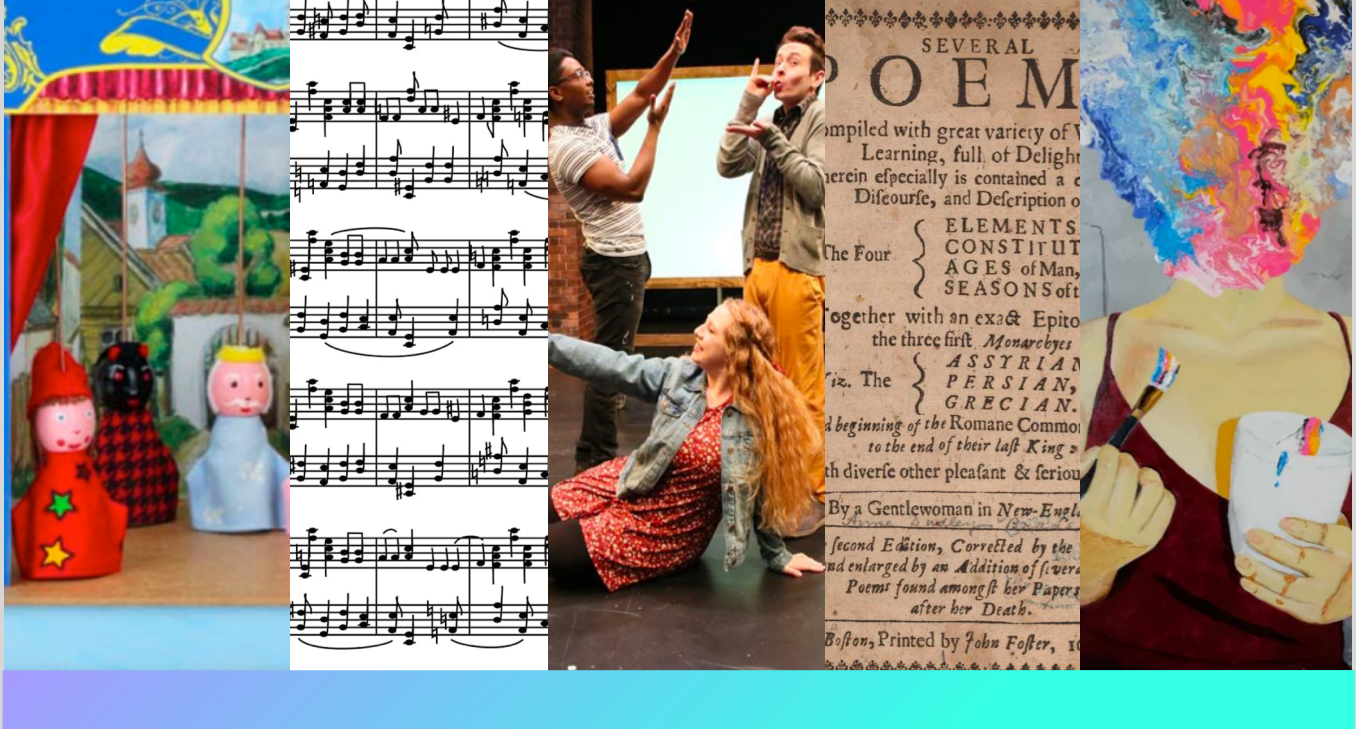 SEVERAL
POEM
ompiled with great variety of
Learning, full of Delight
herein eſpecially is contained a
Diſcourſe, and Deſcription o
The Four
ELEMENTS
CONSTITUT
AGES of Man,
SEASONS of t
Together with an exact Epito
the three firſt Monarchyes
Viz. The
ASSYRIAN
PERSIAN,
GRECIAN.
d beginning of the Romane Commo
to the end of their laſt King
th diverſe other pleaſant & ſeriou
By a Gentlewoman in New-Engl
ſecond Edition, Corrected by the
nd enlarged by an Addition of ſevera
Poems found amongſt her Papers
after her Death.
Boſton, Printed by John Foſter,